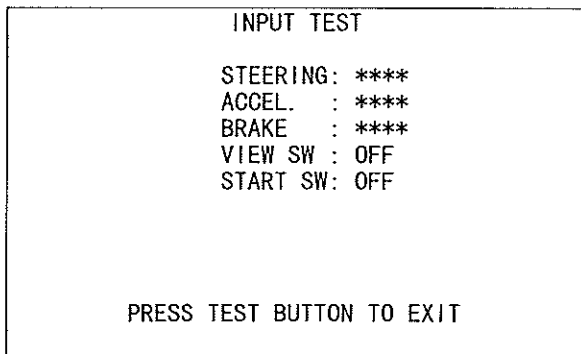 INPUT TEST
STEERING: ****
ACCEL. : ****
BRAKE : ****
VIEW SW : OFF
START SW: OFF
PRESS TEST BUTTON TO EXIT